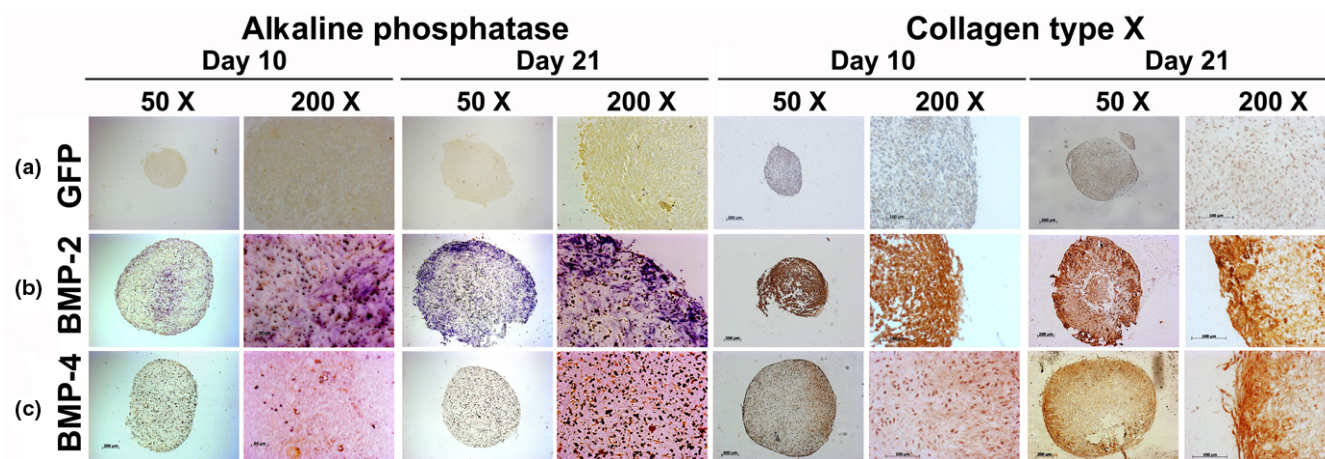 Alkaline phosphatase Collagen type X
Day 10 Day 21 Day 10 Day 21
50 X 200 X 50 X 200 X 50 X 200 X 50 X 200 X
(a) GFP
(b) BMP-2
(c) BMP-4